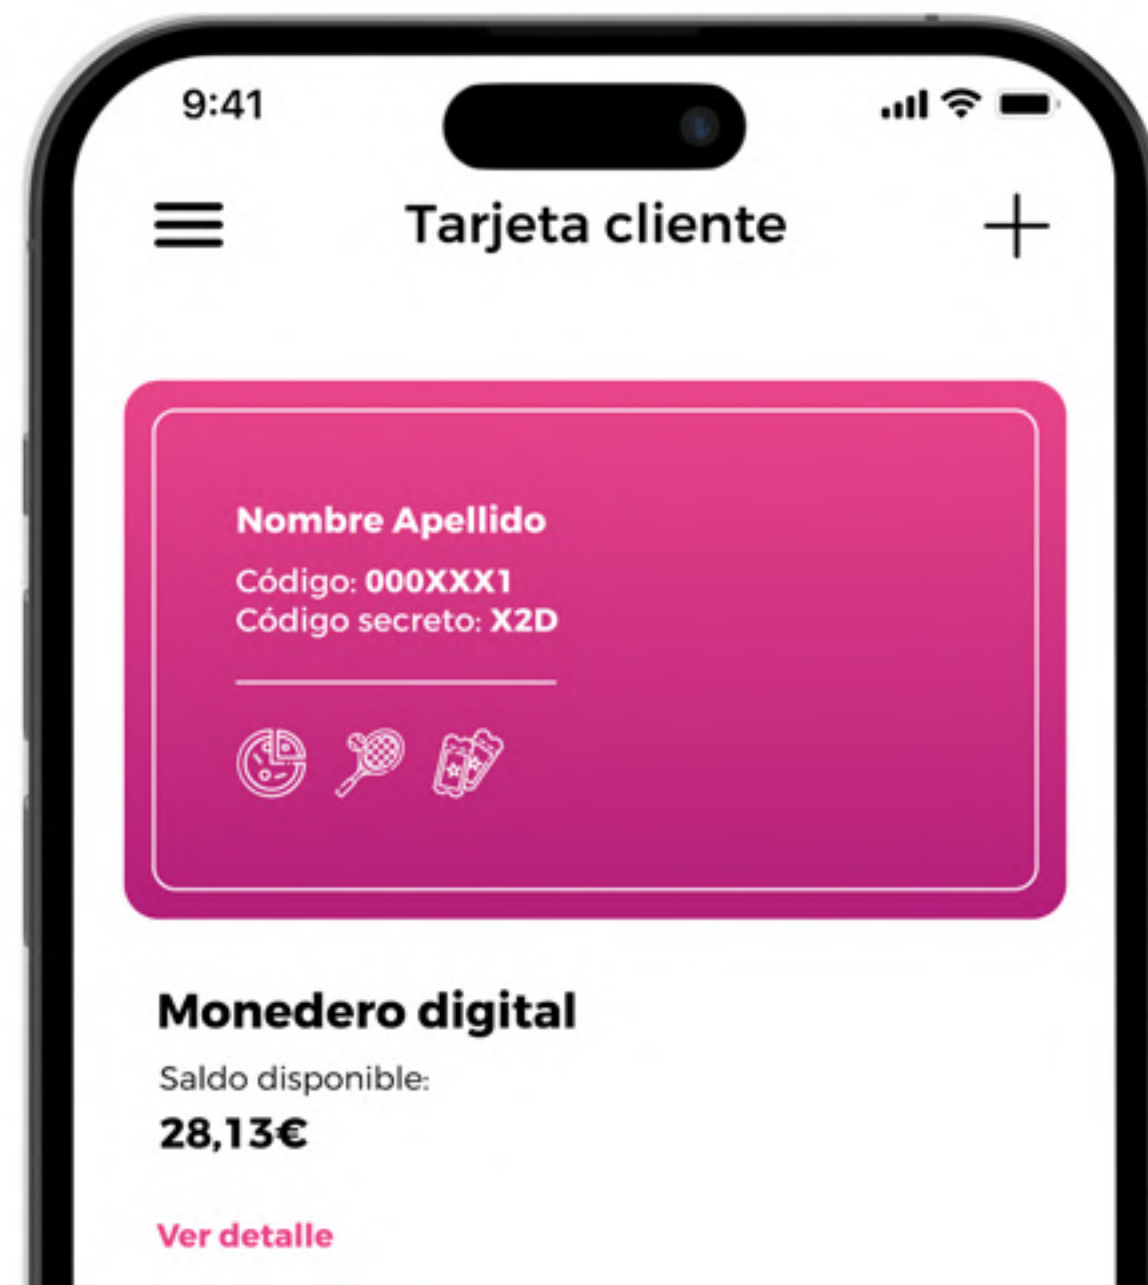 9:41
Tarjeta cliente
Nombre Apellido
Código: 000XXX1
Código secreto: X2D
Monedero digital
Saldo disponible:
28,13€
Ver detalle